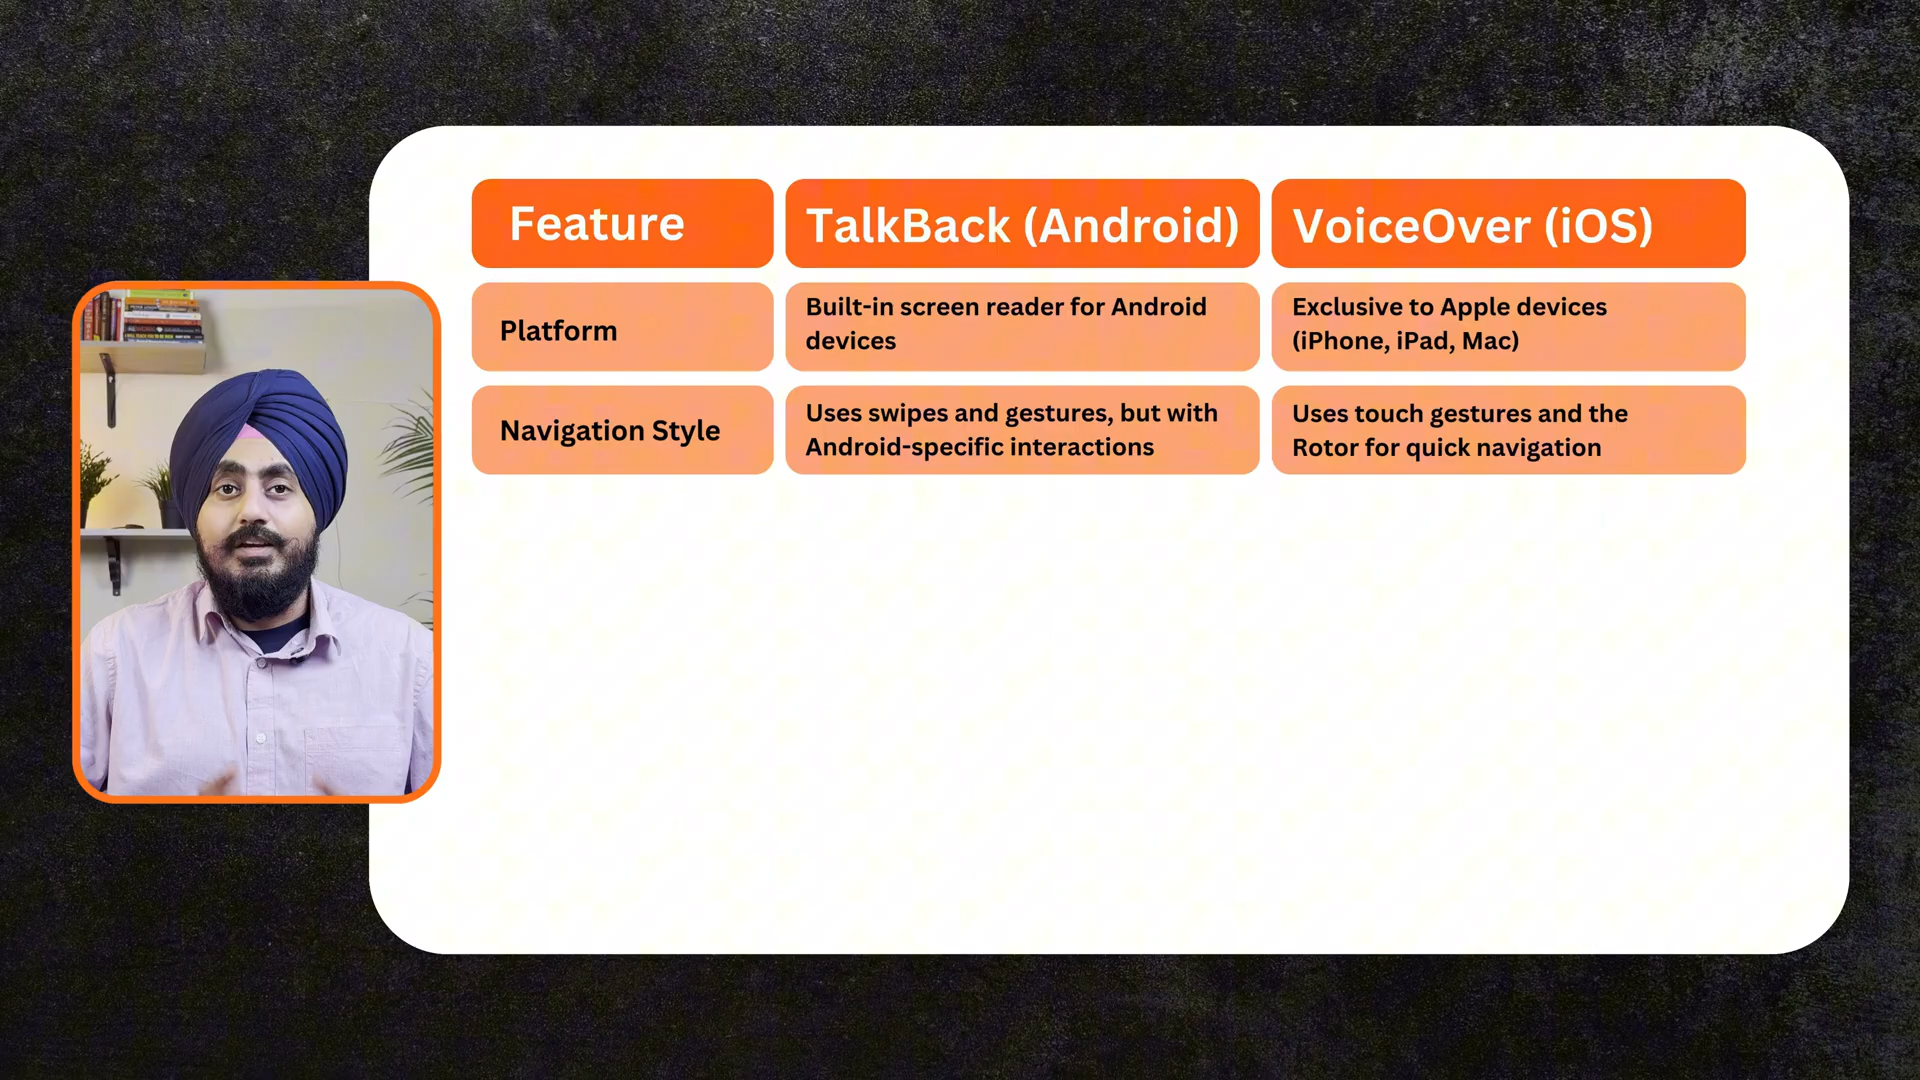 Feature
TalkBack (Android)
VoiceOver (iOS)
Platform
Built-in screen reader for Android
devices
Exclusive to Apple devices
(iPhone, iPad, Mac)
Navigation Style
Uses swipes and gestures, but with
Android-specific interactions
Uses touch gestures and the
Rotor for quick navigation